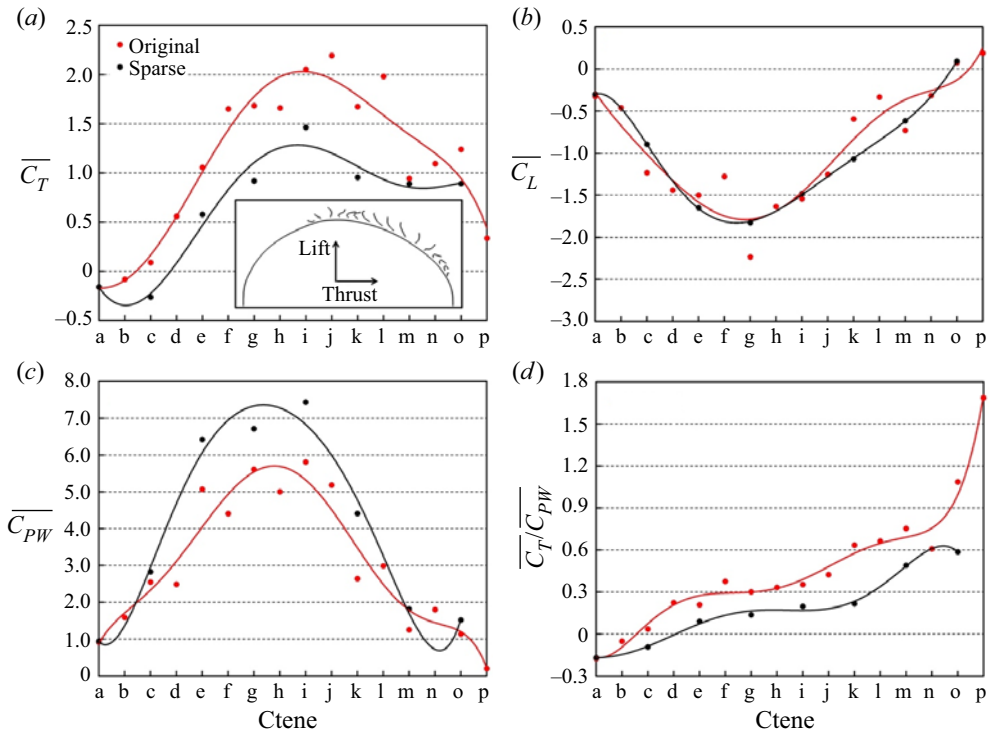 (a)
2.5
2.0
1.5
1.0
0.5
0
–0.5
C_T
Original
Sparse
Lift
Thrust
a b c d e f g h i j k l m n o p
(b)
0
–0.5
–1.0
–1.5
–2.0
–2.5
–3.0
C_L
a b c d e f g h i j k l m n o p
(c)
8.0
7.0
6.0
5.0
4.0
3.0
2.0
1.0
0
C_PW
a b c d e f g h i j k l m n o p
Ctene
(d)
1.8
1.5
1.2
0.9
0.6
0.3
0
–0.3
C_T/C_PW
a b c d e f g h i j k l m n o p
Ctene